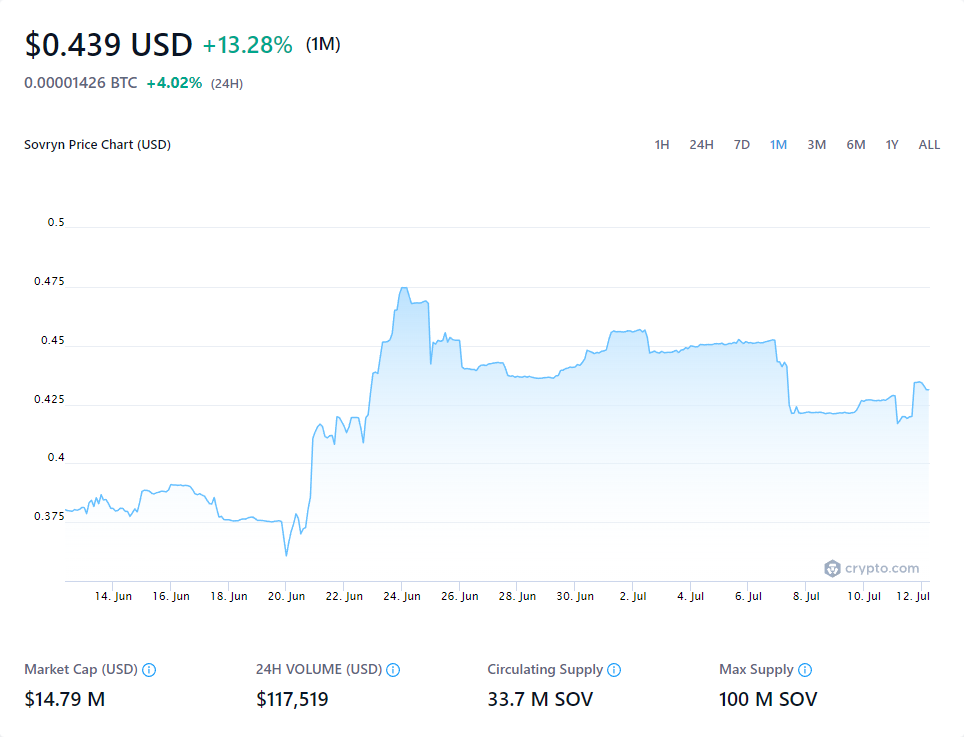 $0.439 USD +13.28% (1M)
0.00001426 BTC +4.02% (24H)
Sovryn Price Chart (USD) 1H 24H 7D 1M 3M 6M 1Y ALL
0.5
0.475
0.45
0.425
0.4
0.375
crypto.com
14. Jun 16. Jun 18. Jun 20. Jun 22. Jun 24. Jun 26. Jun 28. Jun 30. Jun 2. Jul 4. Jul 6. Jul 8. Jul 10. Jul 12. Jul
Market Cap (USD) 24H VOLUME (USD) Circulating Supply Max Supply
$14.79 M $117,519 33.7 M SOV 100 M SOV